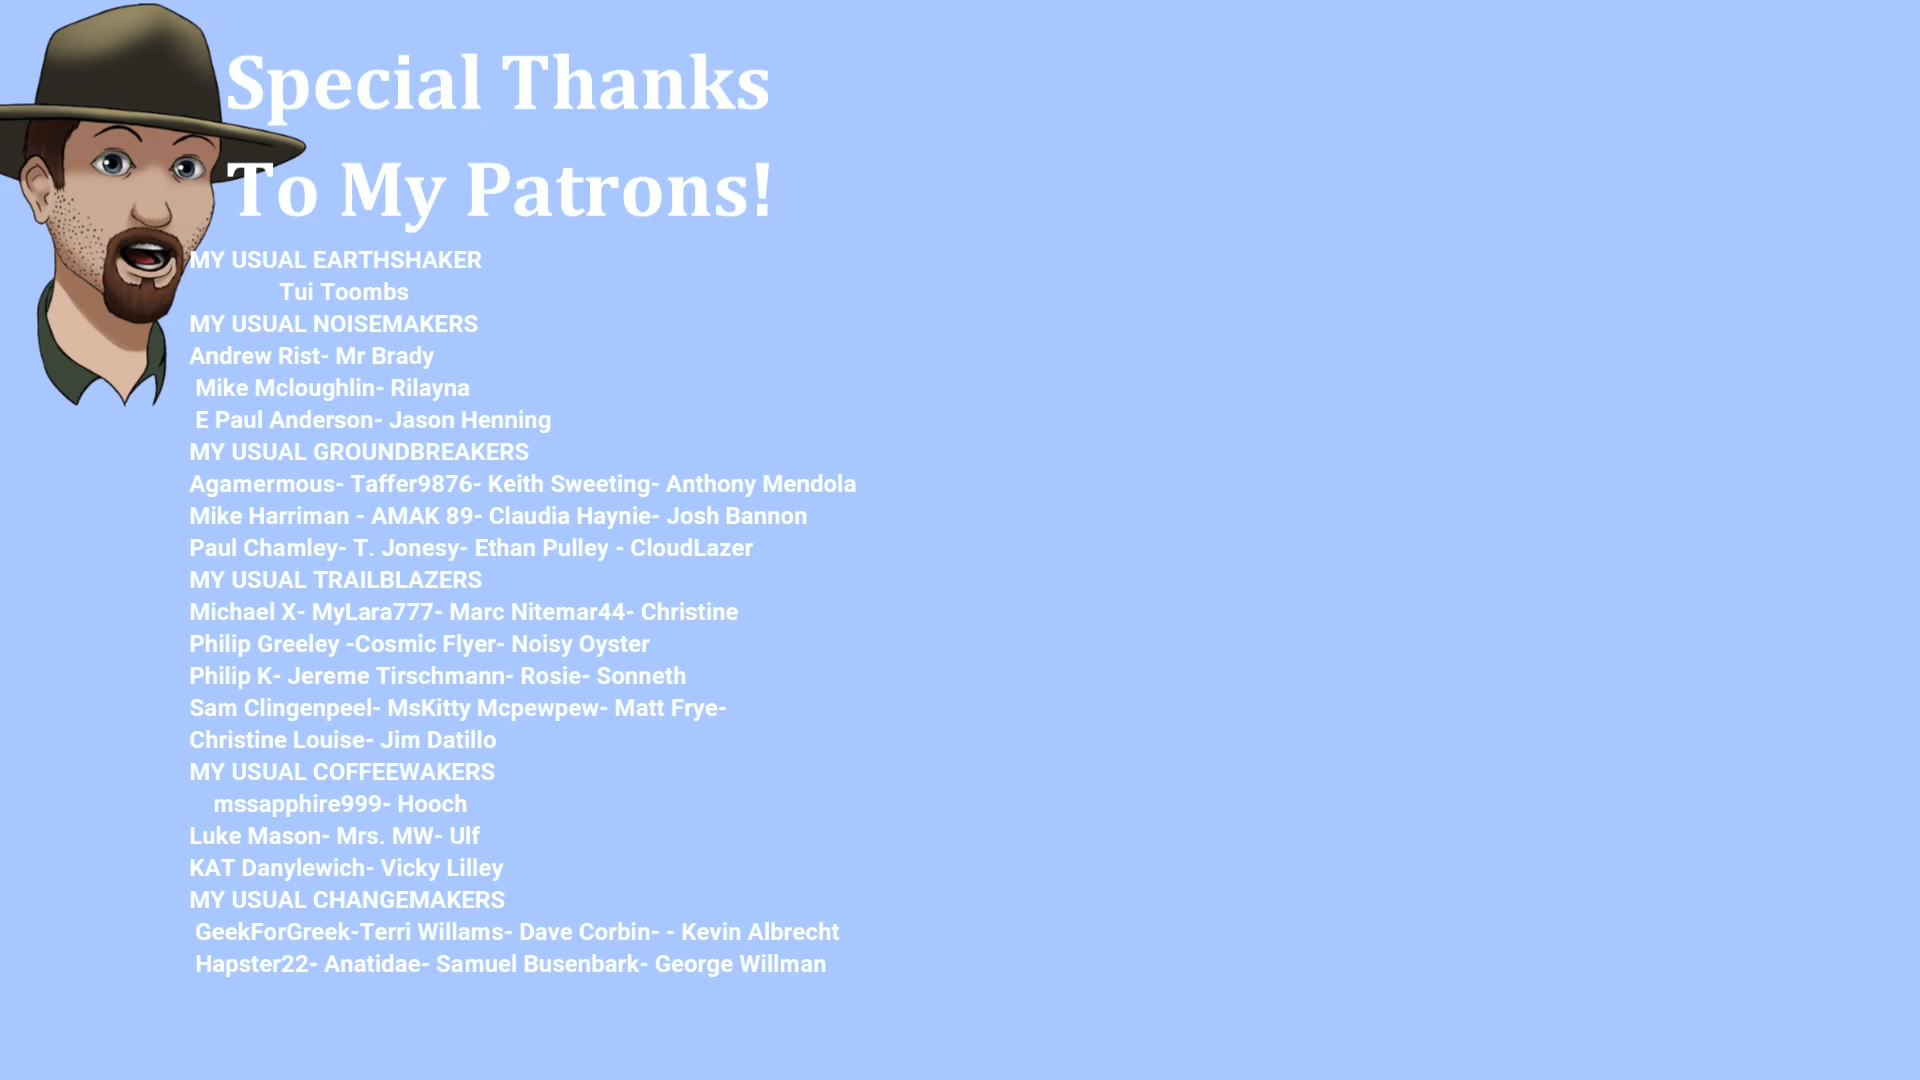 Special Thanks
To My Patrons!
MY USUAL EARTHSHAKER
Tui Toombs
MY USUAL NOISEMAKERS
Andrew Rist- Mr Brady
Mike Mcloughlin- Rilayna
E Paul Anderson- Jason Henning
MY USUAL GROUNDBREAKERS
Agamermous- Taffer9876- Keith Sweeting- Anthony Mendola
Mike Harriman - AMAK 89- Claudia Haynie- Josh Bannon
Paul Chamley- T. Jonesy- Ethan Pulley - CloudLazer
MY USUAL TRAILBLAZERS
Michael X- MyLara777- Marc Nitemar44- Christine
Philip Greeley -Cosmic Flyer- Noisy Oyster
Philip K- Jereme Tirschmann- Rosie- Sonneth
Sam Clingenpeel- MsKitty Mcpewpew- Matt Frye-
Christine Louise- Jim Datillo
MY USUAL COFFEEWAKERS
mssapphire999- Hooch
Luke Mason- Mrs. MW- Ulf
KAT Danylewich- Vicky Lilley
MY USUAL CHANGEMAKERS
GeekForGreek-Terri Willams- Dave Corbin- - Kevin Albrecht
Hapster22- Anatidae- Samuel Busenbark- George Willman